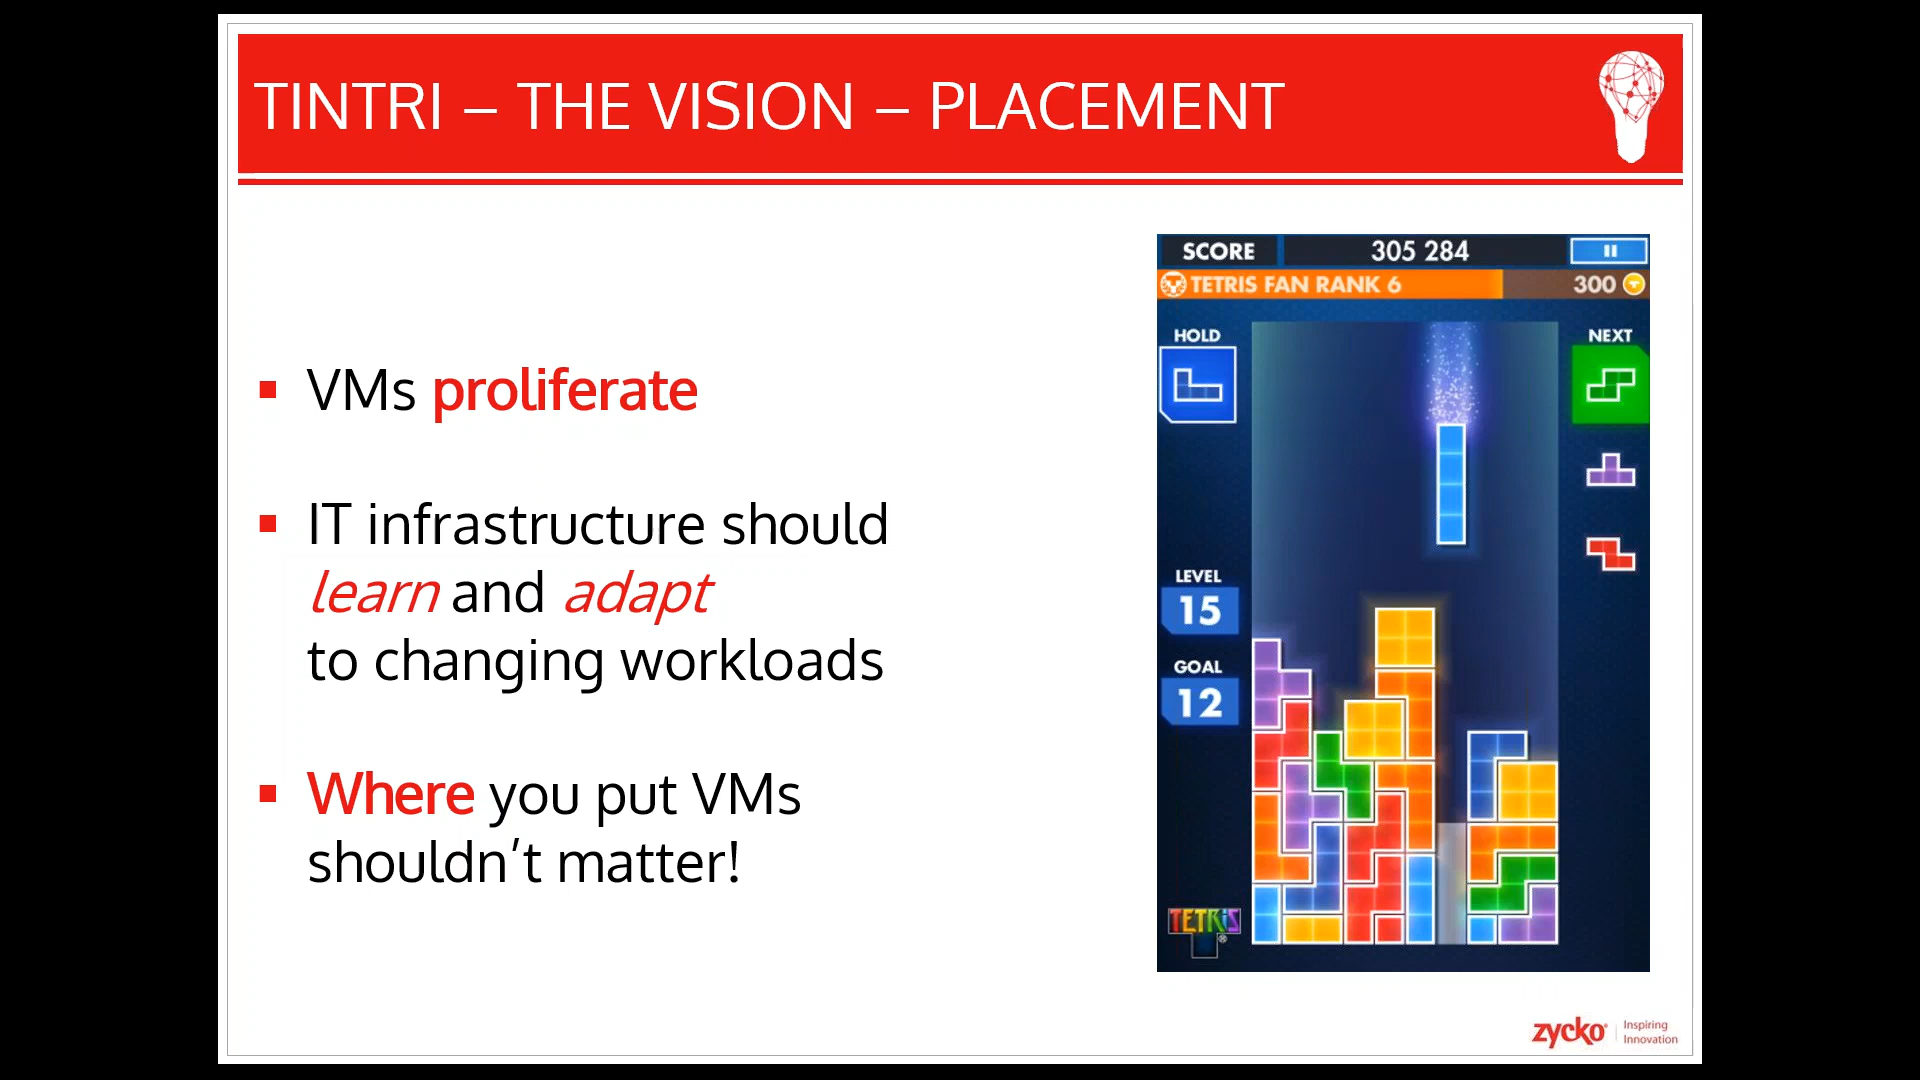 TINTRI – THE VISION – PLACEMENT
VMs proliferate
IT infrastructure should
learn and adapt
to changing workloads
Where you put VMs
shouldn't matter!
SCORE 305 284
TETRIS FAN RANK 6 300
HOLD
NEXT
LEVEL
15
GOAL
12
TETRIS®
zycko® Inspiring
Innovation